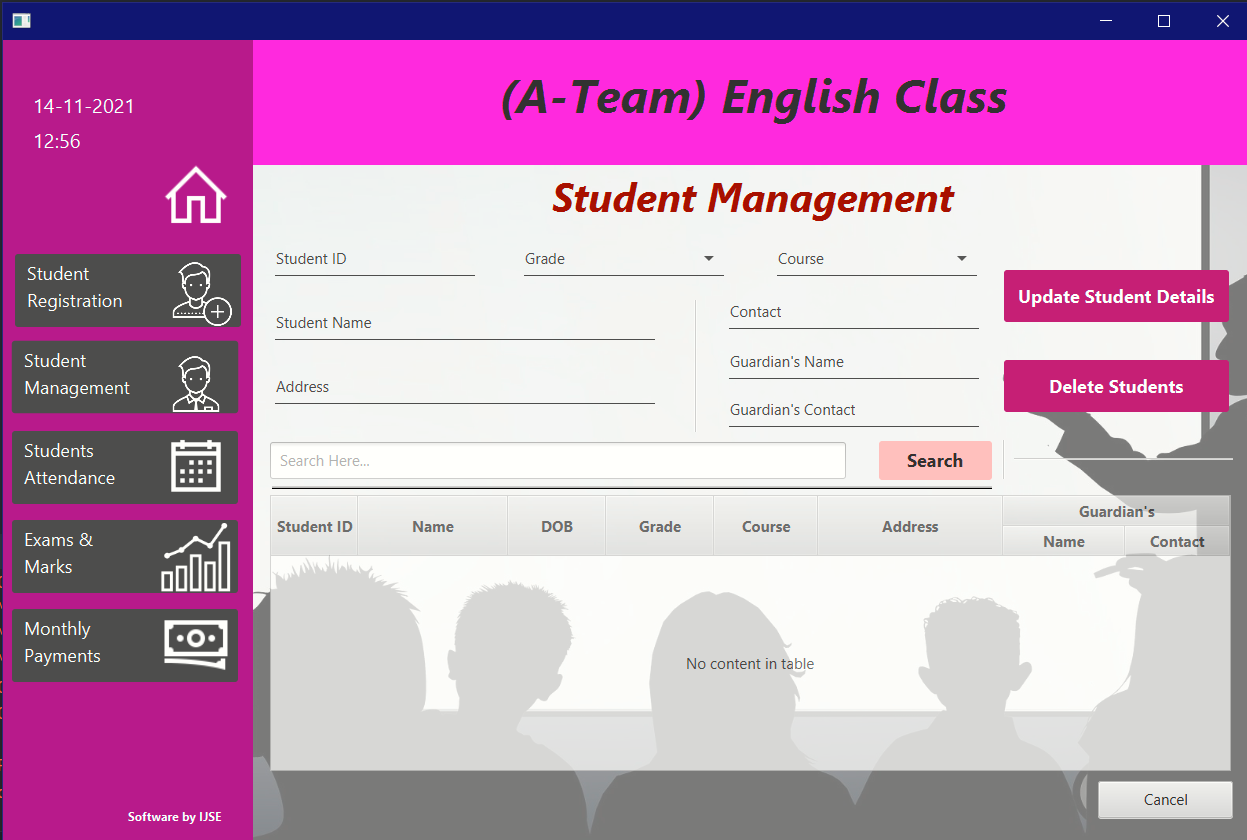 14-11-2021
12:56
Student
Registration
Student
Management
Students
Attendance
Exams &
Marks
Monthly
Payments
Software by IJSE
(A-Team) English Class
Student Management
Student ID
Grade
Course
Student Name
Address
Contact
Guardian's Name
Guardian's Contact
Update Student Details
Delete Students
Search Here...
Search
Student ID Name DOB Grade Course Address Guardian's
Name Contact
No content in table
Cancel